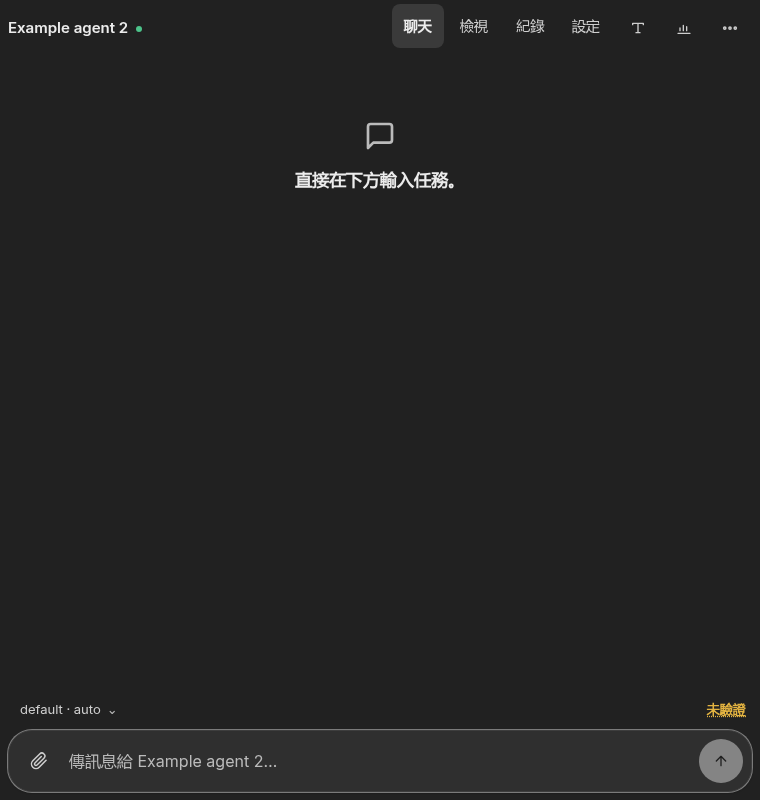 Example agent 2
聊天
檢視
紀錄
設定
直接在下方輸入任務。
default · auto
未驗證
傳訊息給 Example agent 2...